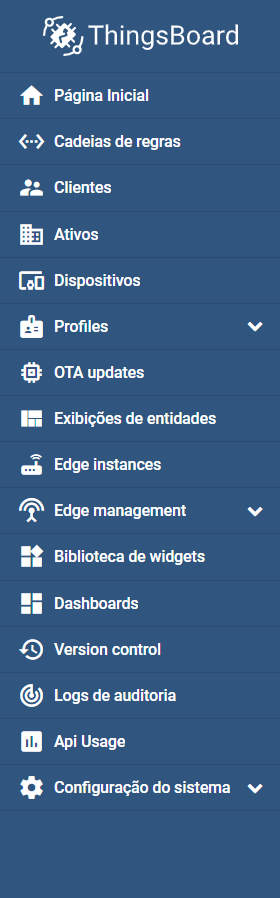 ThingsBoard
Página Inicial
Cadeias de regras
Clientes
Ativos
Dispositivos
Profiles
OTA updates
Exibições de entidades
Edge instances
Edge management
Biblioteca de widgets
Dashboards
Version control
Logs de auditoria
Api Usage
Configuração do sistema